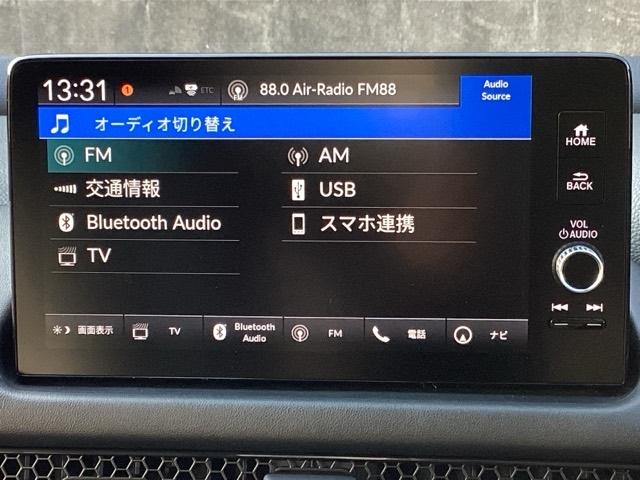 13:31
1
ETC
FM
88.0 Air-Radio FM88
Audio
Source
オーディオ切り替え
FM
AM
交通情報
USB
Bluetooth Audio
スマホ連携
TV
画面表示
TV
Bluetooth
Audio
FM
電話
ナビ
HOME
BACK
VOL
AUDIO